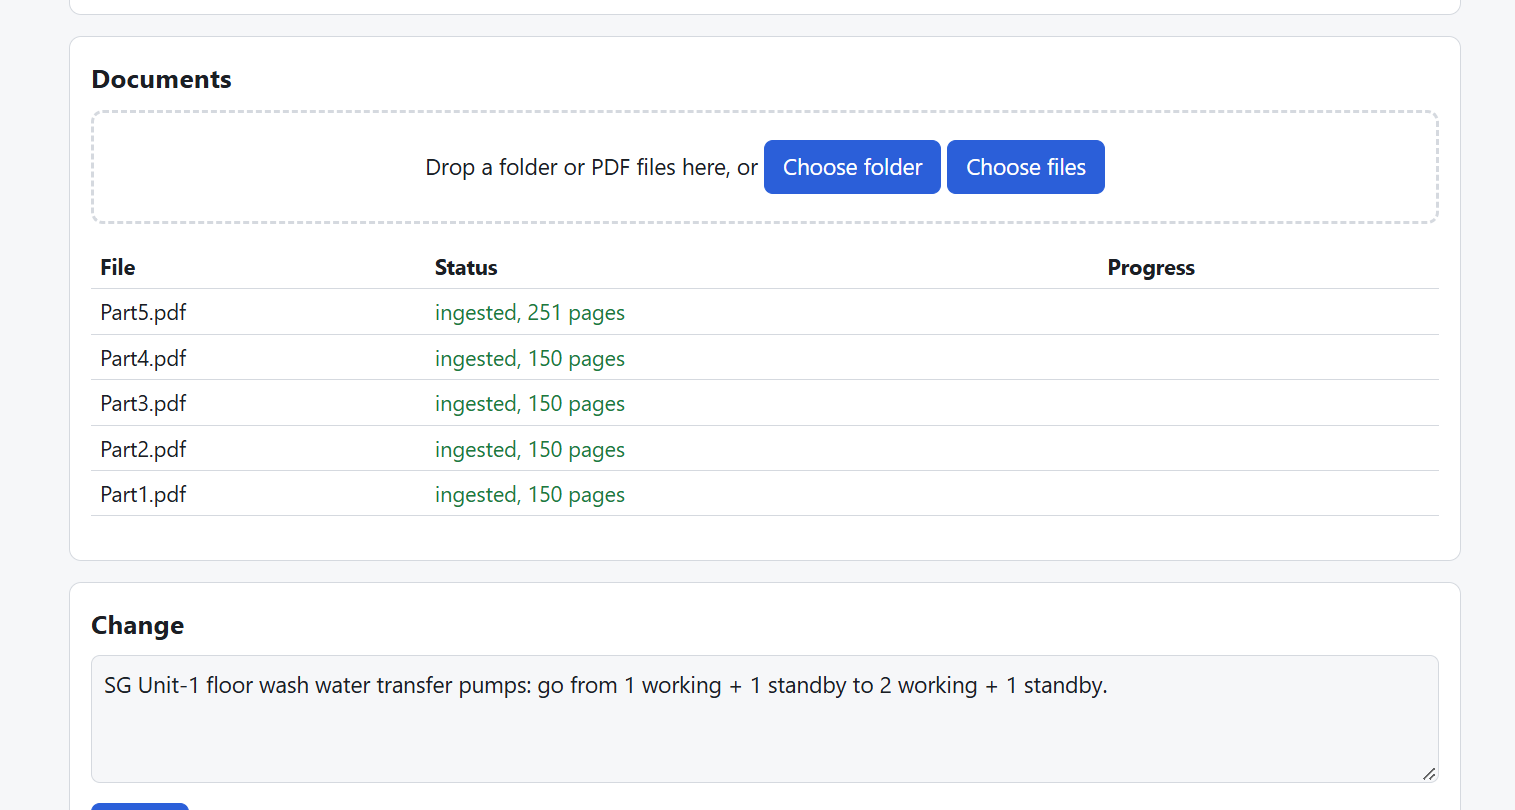 Documents
Drop a folder or PDF files here, or Choose folder Choose files
File Status Progress
Part5.pdf ingested, 251 pages
Part4.pdf ingested, 150 pages
Part3.pdf ingested, 150 pages
Part2.pdf ingested, 150 pages
Part1.pdf ingested, 150 pages
Change
SG Unit-1 floor wash water transfer pumps: go from 1 working + 1 standby to 2 working + 1 standby.